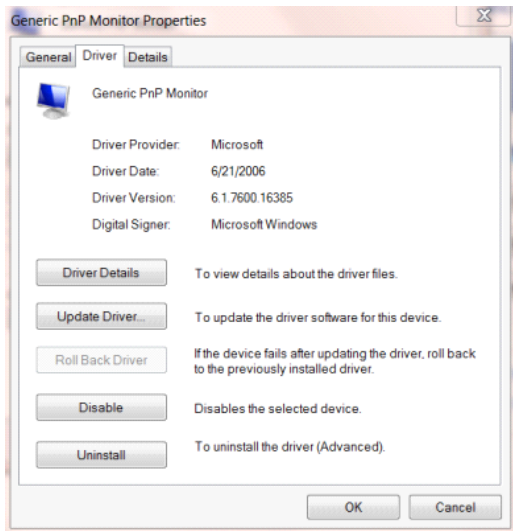 Generic PnP Monitor Properties
General Driver Details
Generic PnP Monitor
Driver Provider: Microsoft
Driver Date: 6/21/2006
Driver Version: 6.1.7600.16385
Digital Signer: Microsoft Windows
Driver Details To view details about the driver files.
Update Driver... To update the driver software for this device.
Roll Back Driver If the device fails after updating the driver, roll back
to the previously installed driver.
Disable Disables the selected device.
Uninstall To uninstall the driver (Advanced).
OK Cancel